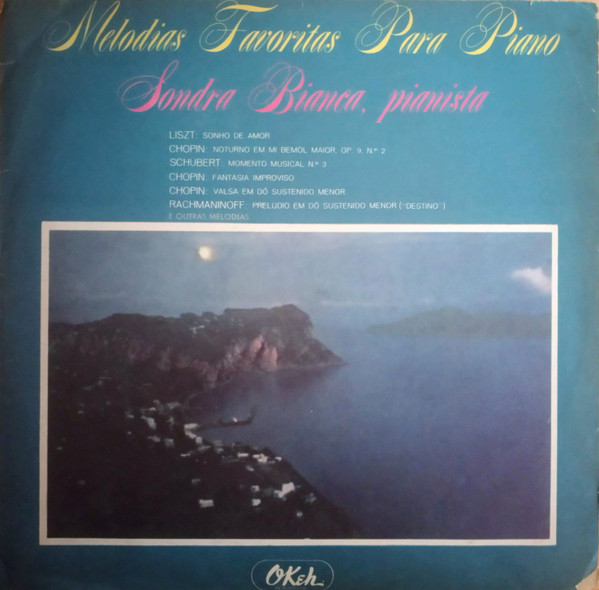 Melodias Favoritas Para Piano
Sondra Bianca, pianista
LISZT: SONHO DE AMOR
CHOPIN: NOTURNO EM MI BEMOL MAIOR, OP. 9, N.º 2
SCHUBERT: MOMENTO MUSICAL N.º 3
CHOPIN: FANTASIA IMPROVISO
CHOPIN: VALSA EM DÓ SUSTENIDO MENOR
RACHMANINOFF: PRELÚDIO EM DÓ SUSTENIDO MENOR ("DESTINO")
E OUTRAS MELODIAS
OKeh